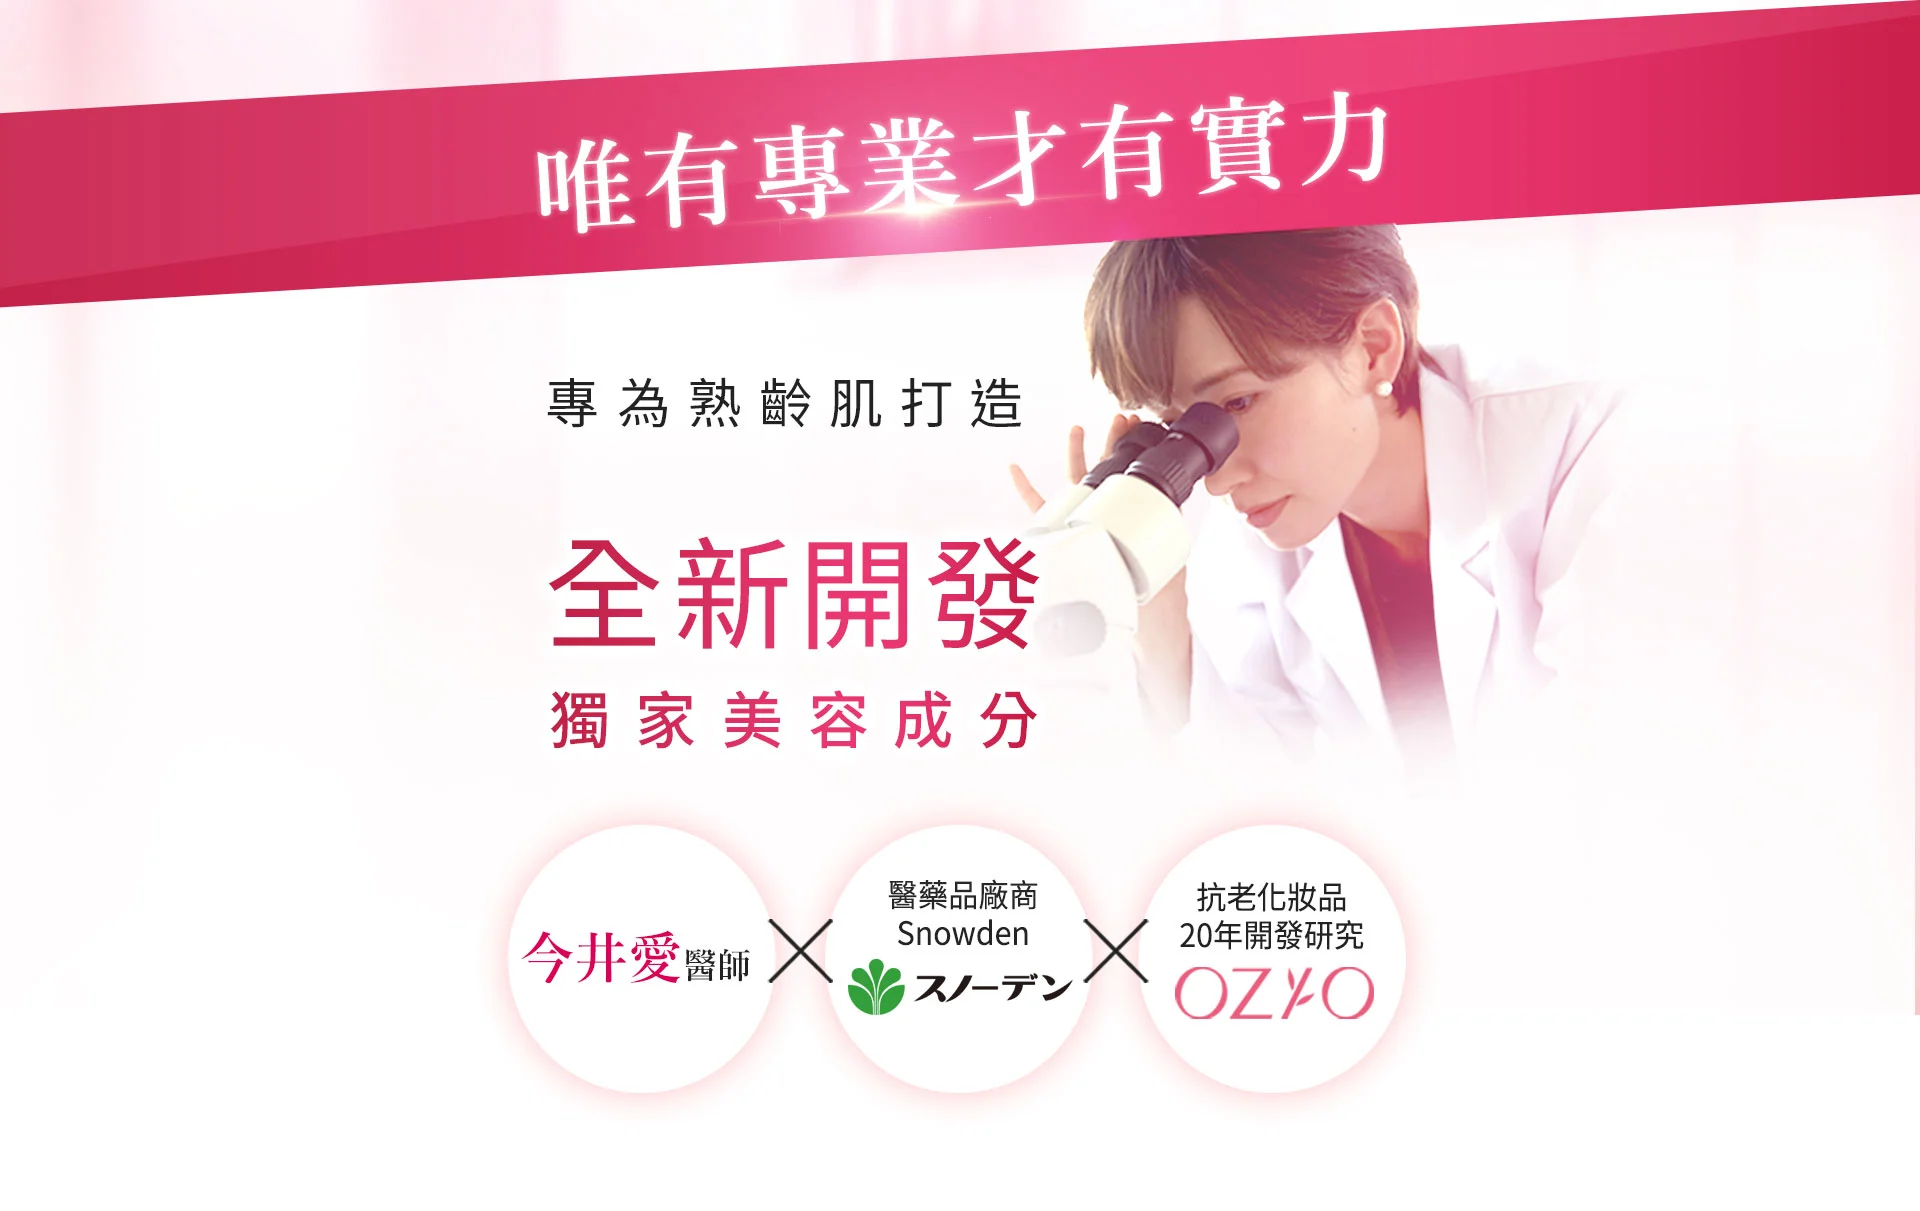 唯有專業才有實力
專為熟齡肌打造
全新開發
獨家美容成分
今井愛醫師
醫藥品廠商
Snowden
スノーデン
抗老化妝品
20年開發研究
OZIO